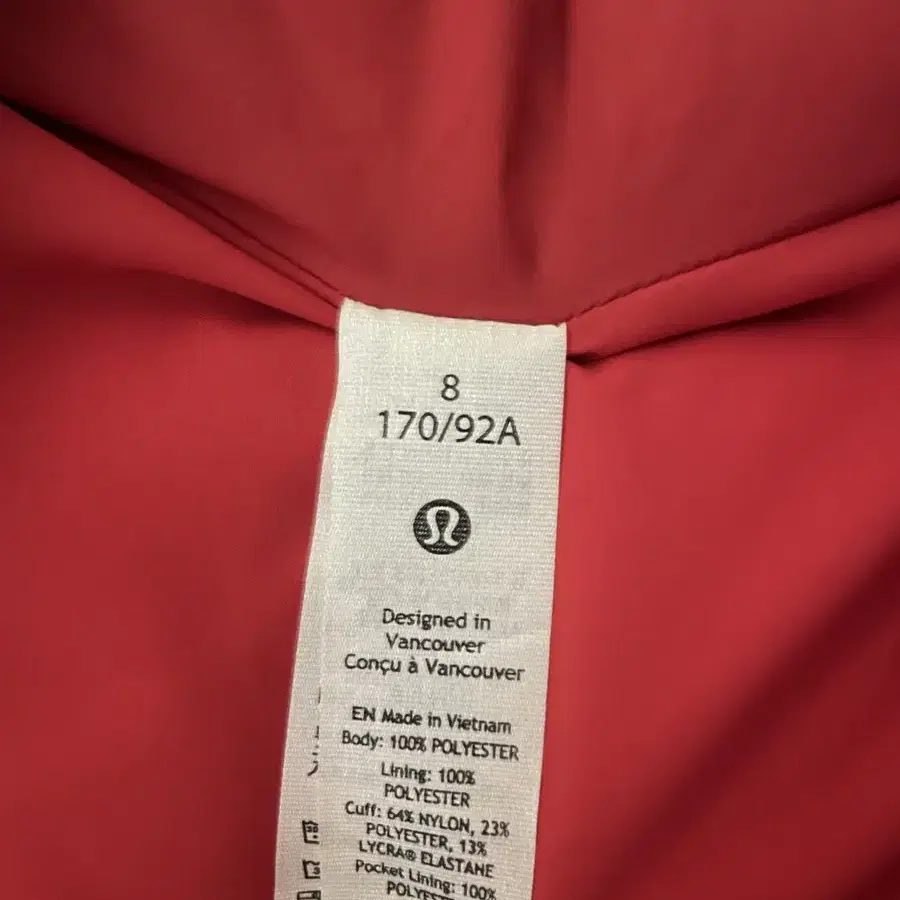 8
170/92A
Designed in
Vancouver
Conçu à Vancouver
EN Made in Vietnam
Body: 100% POLYESTER
Lining: 100%
POLYESTER
Cuff: 64% NYLON, 23%
POLYESTER, 13%
LYCRA® ELASTANE
Pocket Lining: 100%